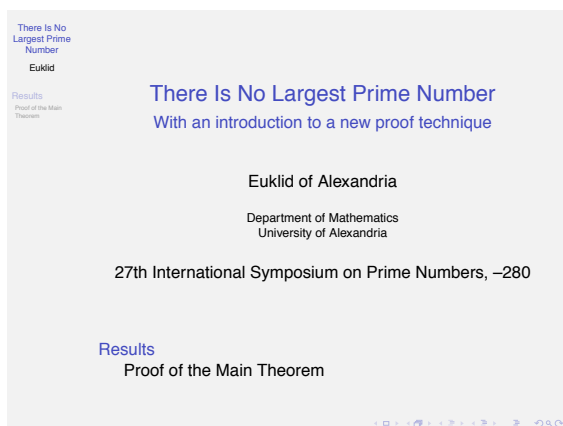 There Is No
Largest Prime
Number
Euklid
Results
Proof of the Main
Theorem
There Is No Largest Prime Number
With an introduction to a new proof technique
Euklid of Alexandria
Department of Mathematics
University of Alexandria
27th International Symposium on Prime Numbers, –280
Results
Proof of the Main Theorem